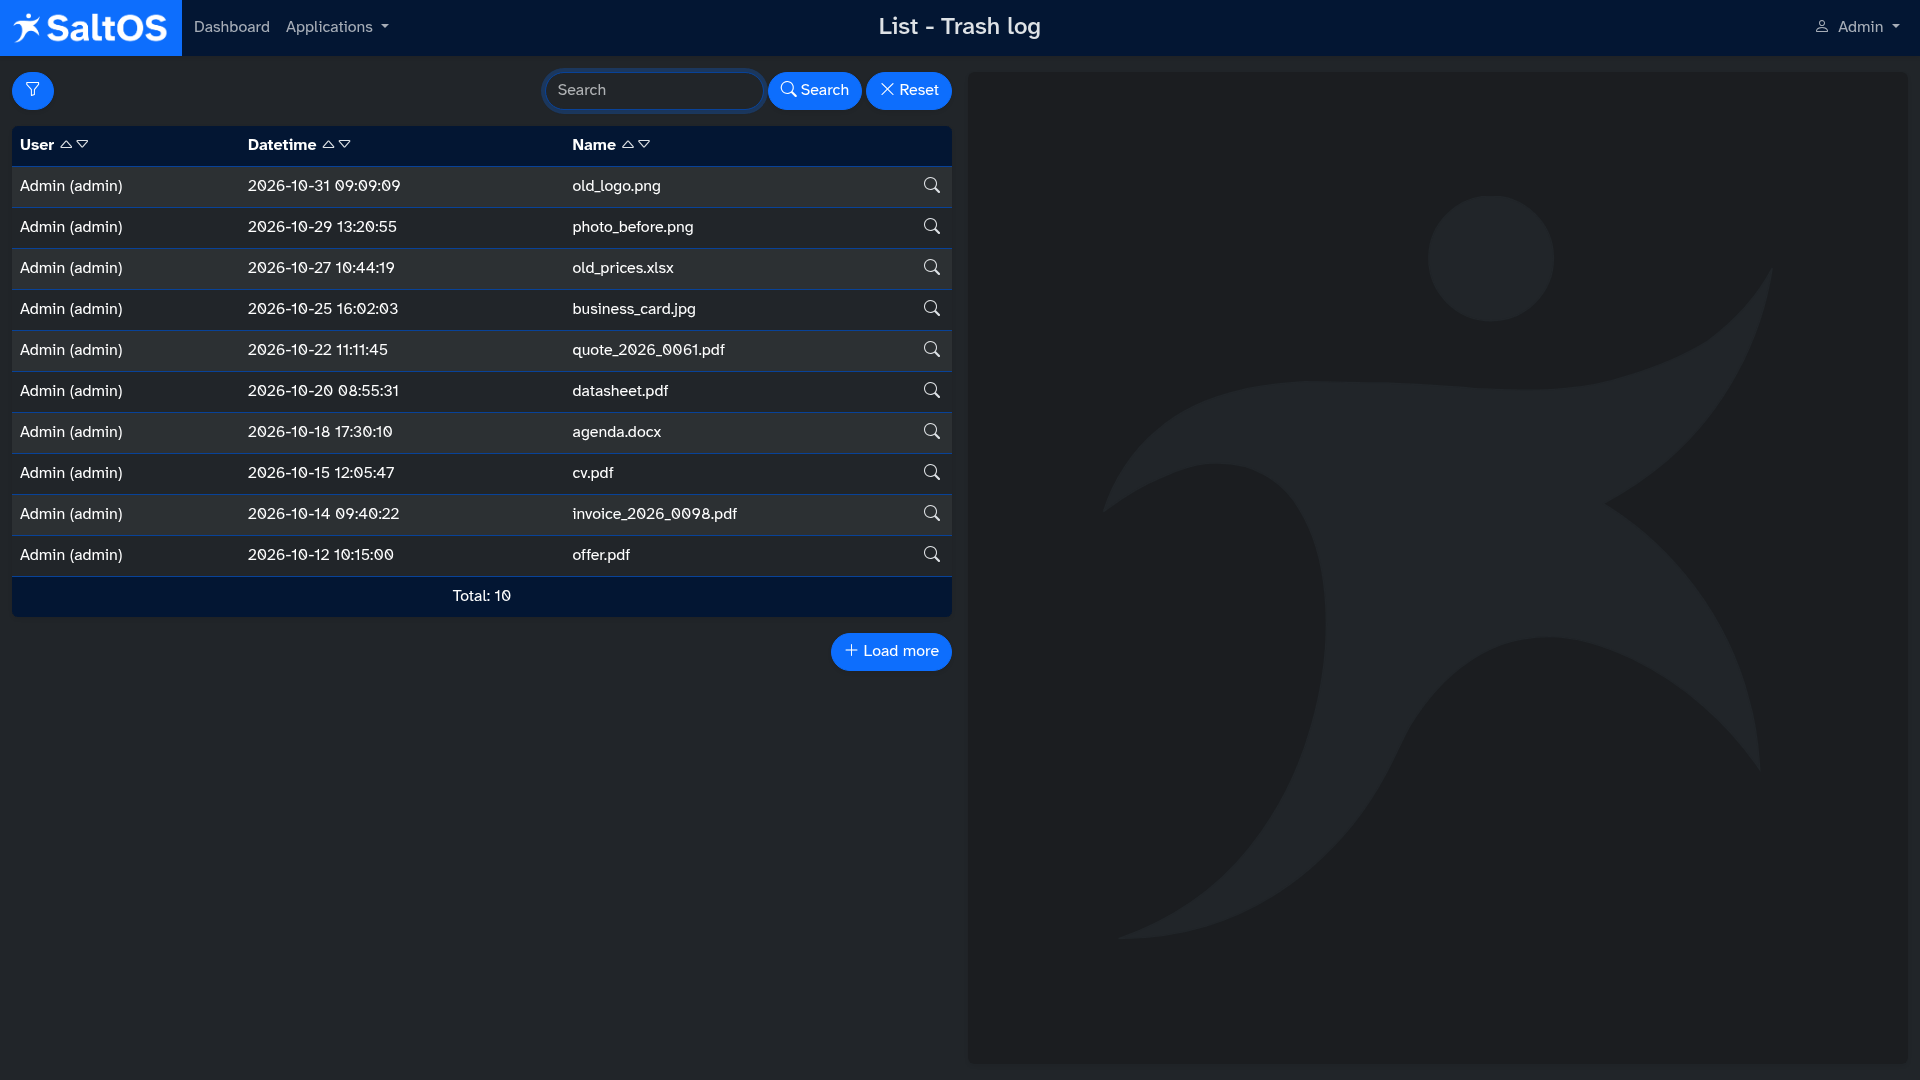 SaltOS Dashboard Applications List - Trash log Admin
Search Search Reset
User Datetime Name
Admin (admin) 2026-10-31 09:09:09 old_logo.png
Admin (admin) 2026-10-29 13:20:55 photo_before.png
Admin (admin) 2026-10-27 10:44:19 old_prices.xlsx
Admin (admin) 2026-10-25 16:02:03 business_card.jpg
Admin (admin) 2026-10-22 11:11:45 quote_2026_0061.pdf
Admin (admin) 2026-10-20 08:55:31 datasheet.pdf
Admin (admin) 2026-10-18 17:30:10 agenda.docx
Admin (admin) 2026-10-15 12:05:47 cv.pdf
Admin (admin) 2026-10-14 09:40:22 invoice_2026_0098.pdf
Admin (admin) 2026-10-12 10:15:00 offer.pdf
Total: 10
Load more